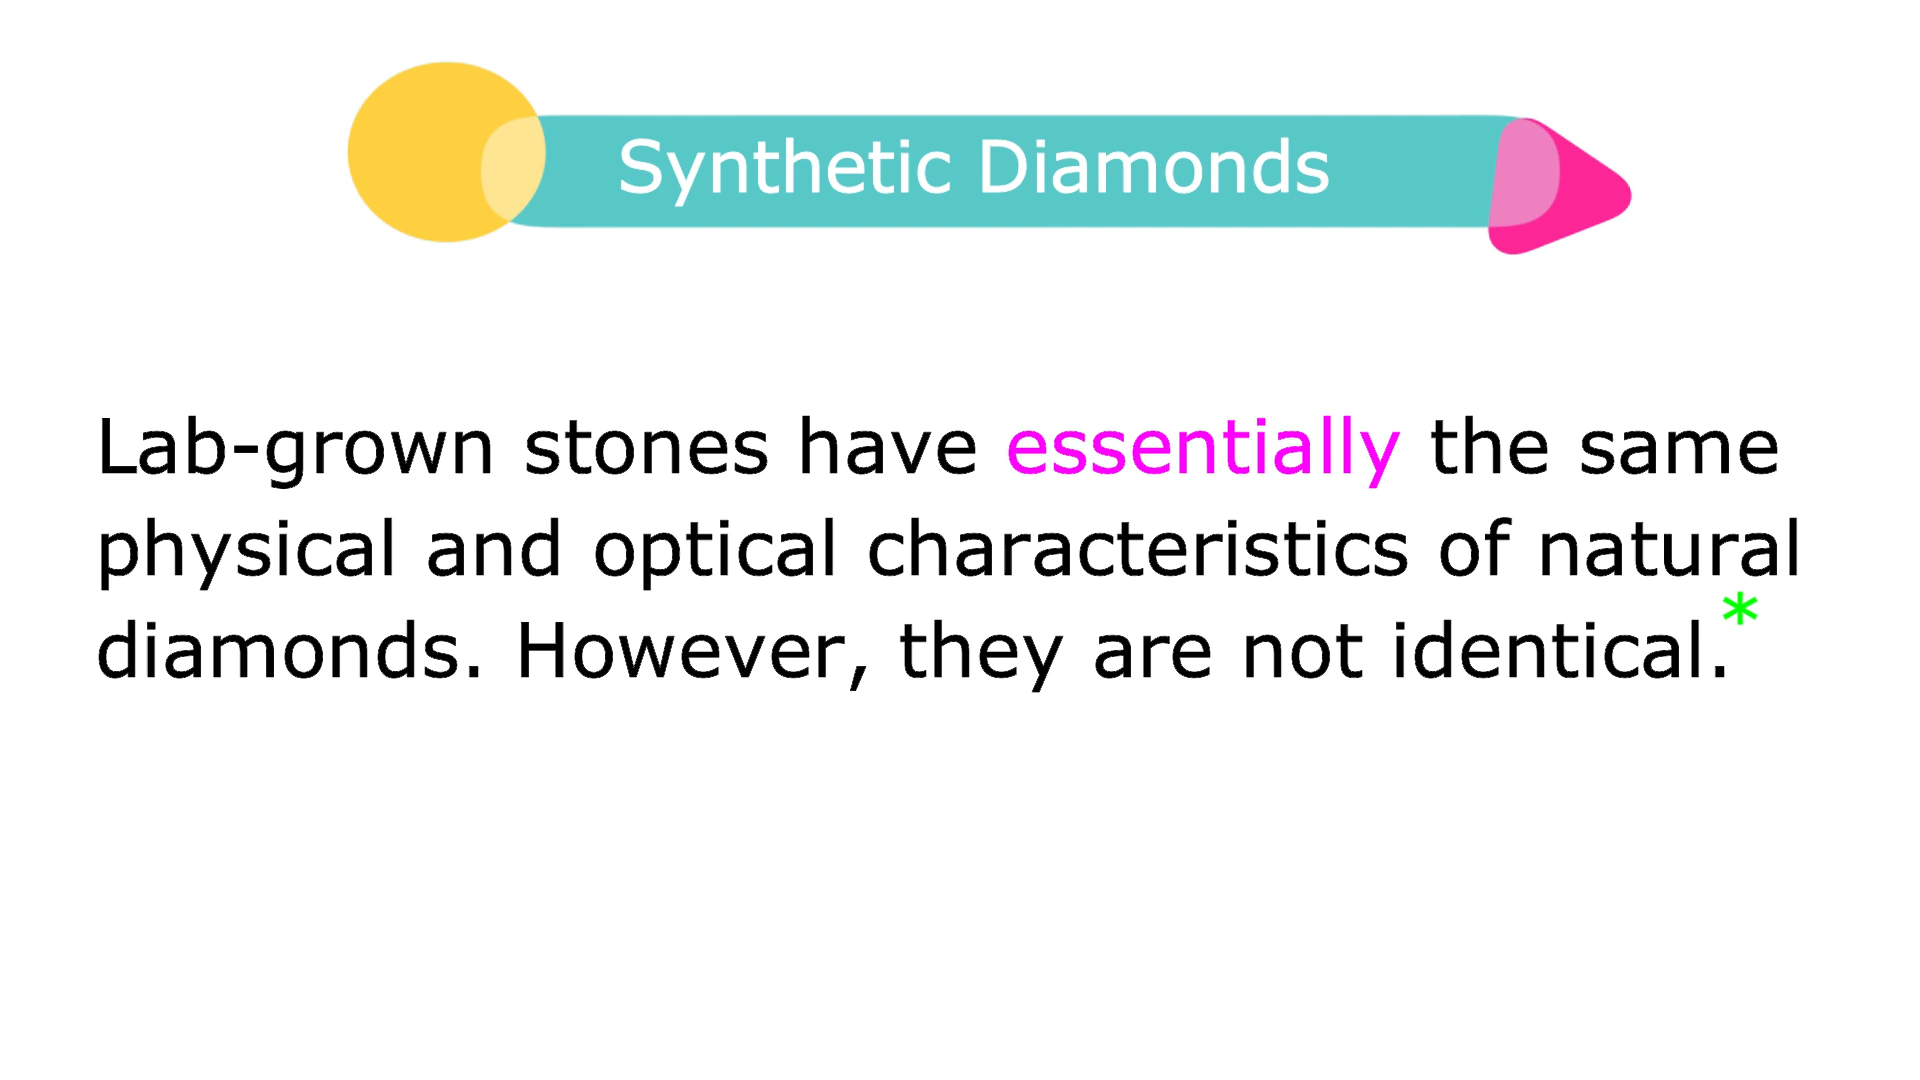 Synthetic Diamonds
Lab-grown stones have essentially the same
physical and optical characteristics of natural
diamonds. However, they are not identical.*